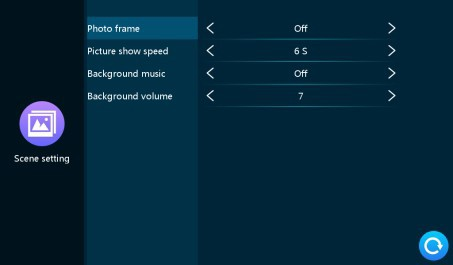 Photo frame Off
Picture show speed 6 S
Background music Off
Background volume 7
Scene setting